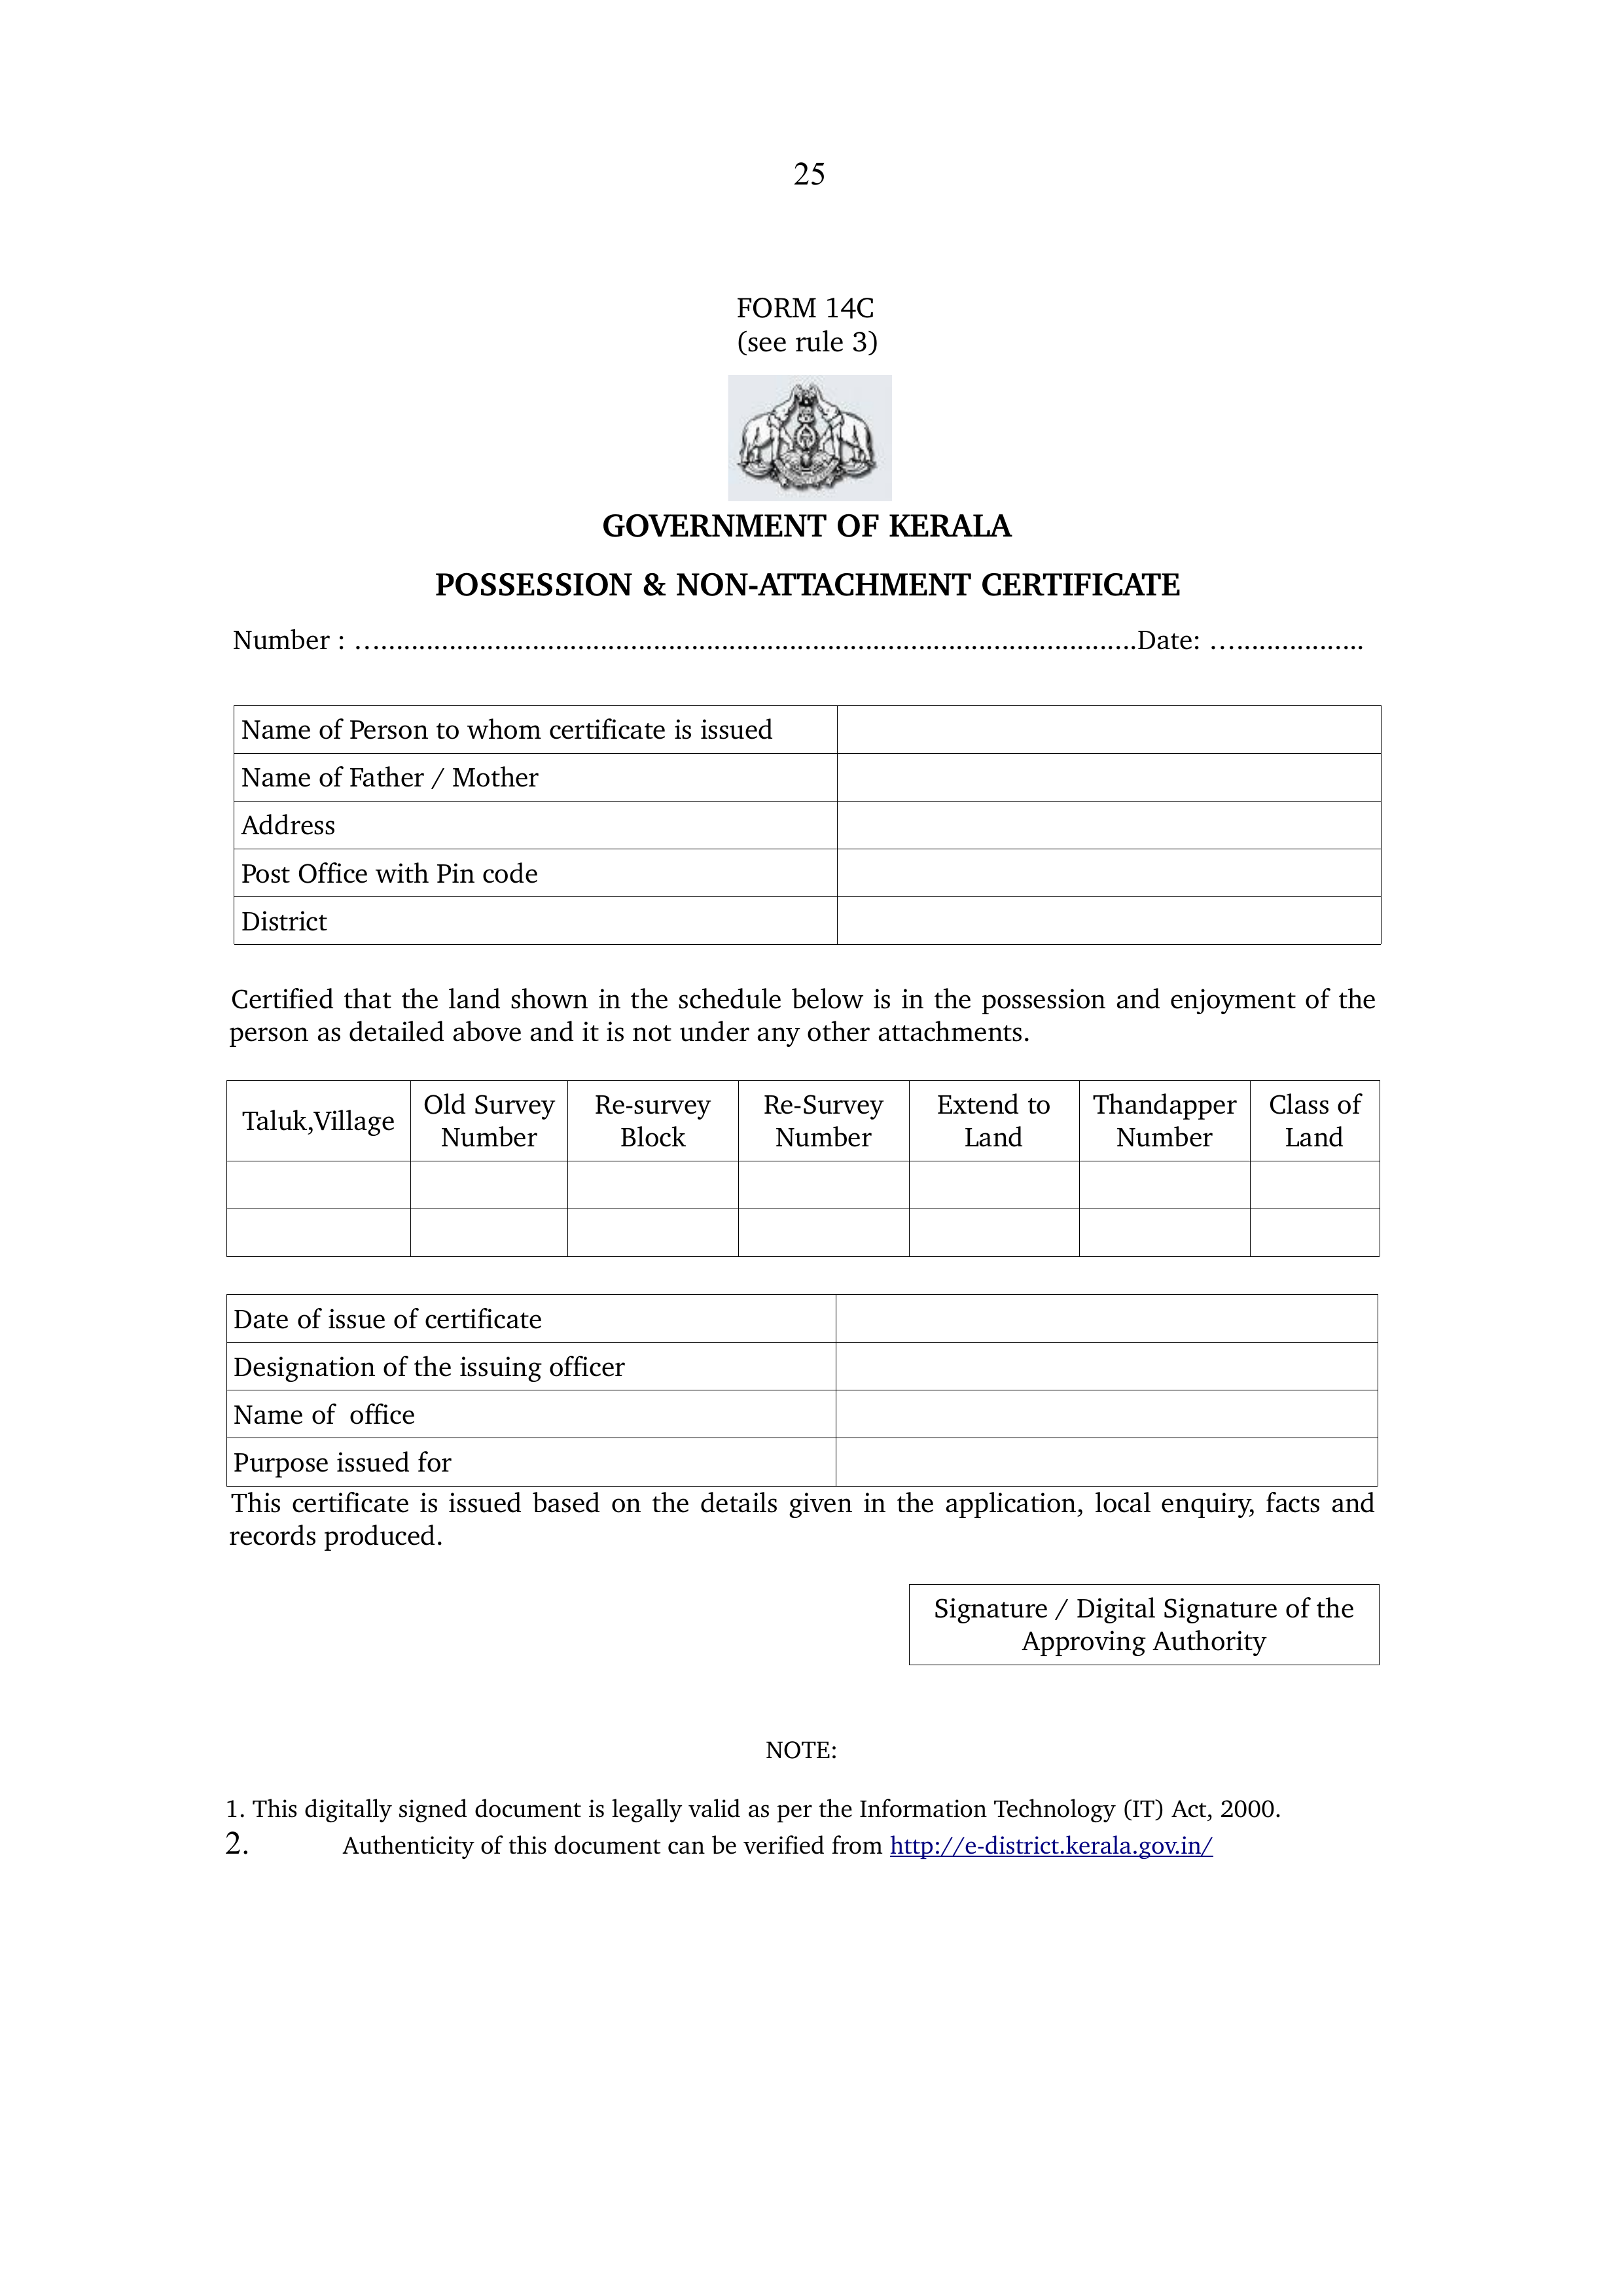 25
FORM 14C
(see rule 3)
GOVERNMENT OF KERALA
POSSESSION & NON-ATTACHMENT CERTIFICATE
Number : …....................................................................................................Date: ….................
Name of Person to whom certificate is issued
Name of Father / Mother
Address
Post Office with Pin code
District
Certified that the land shown in the schedule below is in the possession and enjoyment of the
person as detailed above and it is not under any other attachments.
Taluk,Village Old Survey Number Re-survey Block Re-Survey Number Extend to Land Thandapper Number Class of Land
Date of issue of certificate
Designation of the issuing officer
Name of  office
Purpose issued for
This certificate is issued based on the details given in the application, local enquiry, facts and
records produced.
Signature / Digital Signature of the
Approving Authority
NOTE:
1. This digitally signed document is legally valid as per the Information Technology (IT) Act, 2000.
2. Authenticity of this document can be verified from http://e-district.kerala.gov.in/